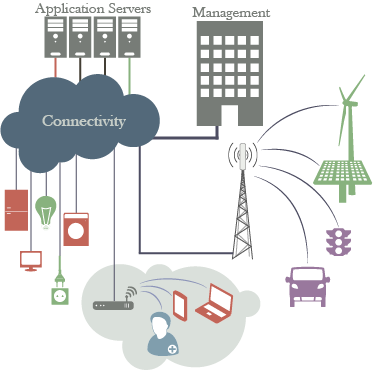 Application Servers
Management
Connectivity